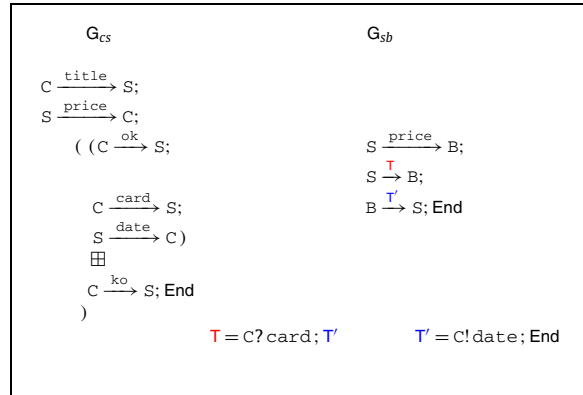 G_cs G_sb
C —title→ S;
S —price→ C;
( (C —ok→ S; S —price→ B;
S —T→ B;
C —card→ S; B —T′→ S; End
S —date→ C)
⊞
C —ko→ S; End
)
T = C?card; T′ T′ = C!date; End